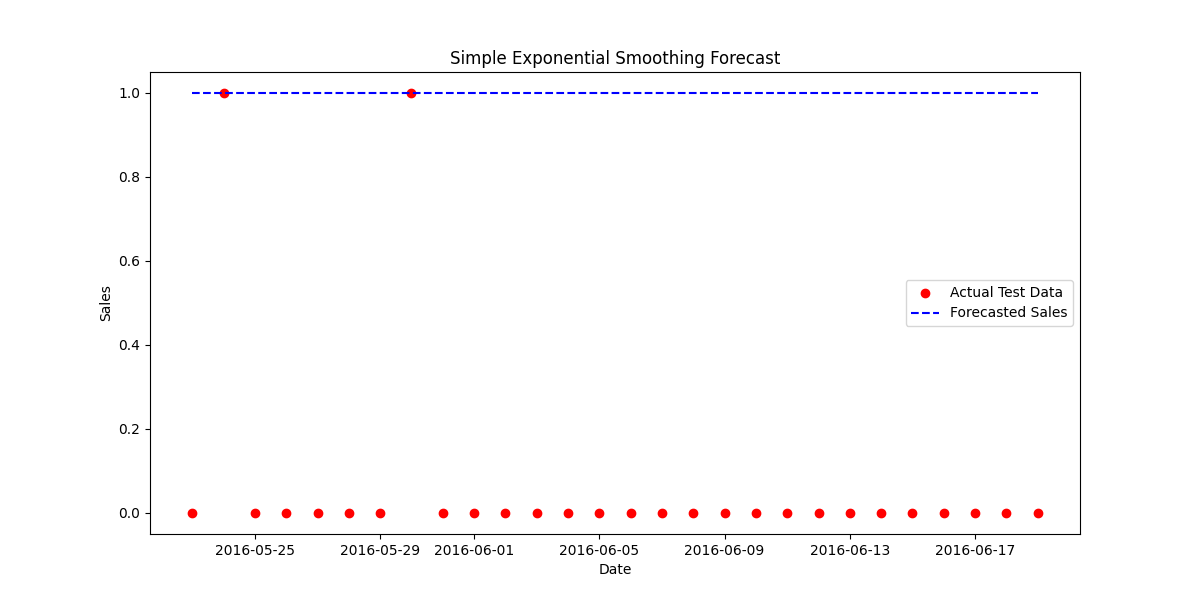 Simple Exponential Smoothing Forecast
1.0
0.8
0.6
0.4
0.2
0.0
Sales
Actual Test Data
Forecasted Sales
2016-05-25 2016-05-29 2016-06-01 2016-06-05 2016-06-09 2016-06-13 2016-06-17
Date